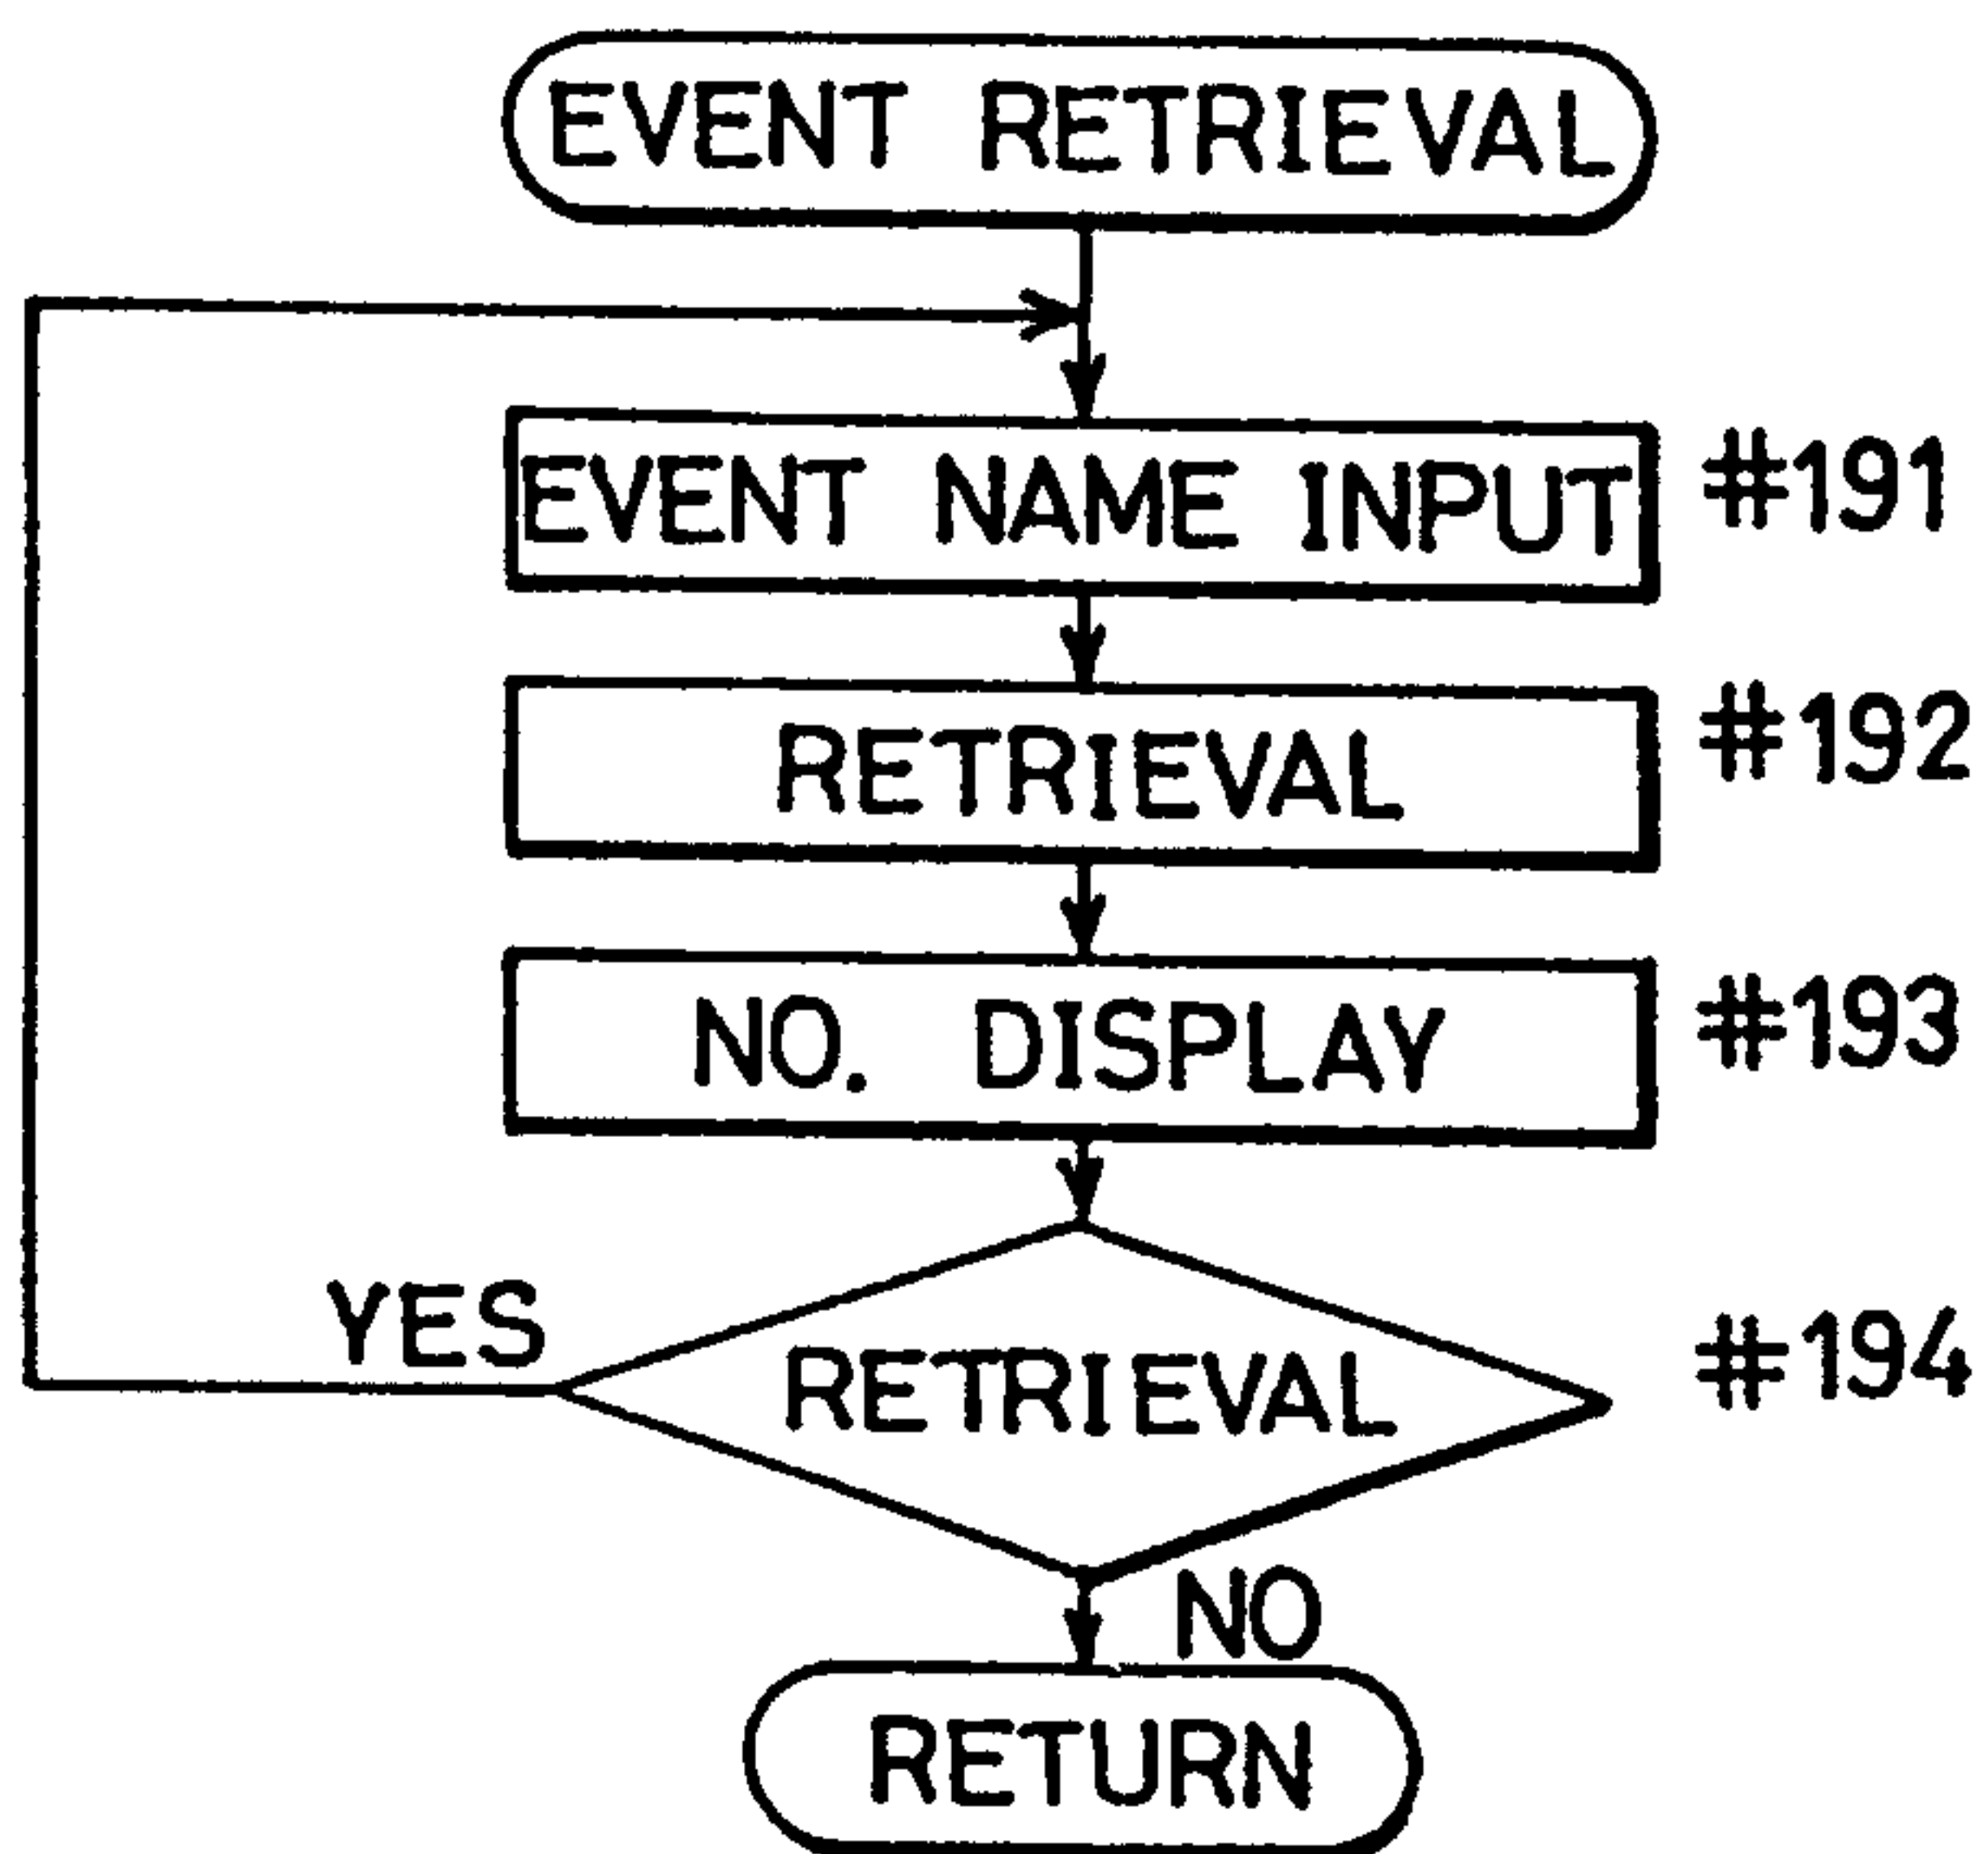 EVENT RETRIEVAL
EVENT NAME INPUT #191
RETRIEVAL #192
NO. DISPLAY #193
YES
RETRIEVAL #194
NO
RETURN